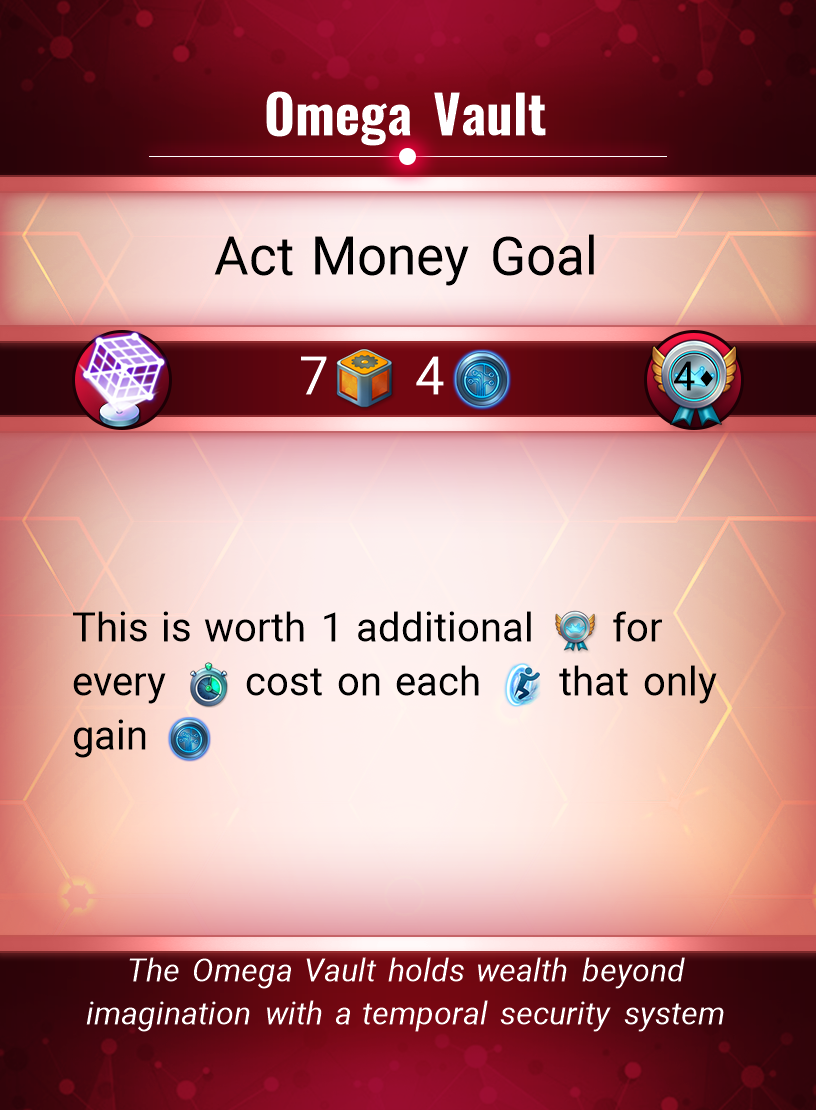 Omega Vault
Act Money Goal
7 4
4♦
This is worth 1 additional for
every cost on each that only
gain
The Omega Vault holds wealth beyond
imagination with a temporal security system